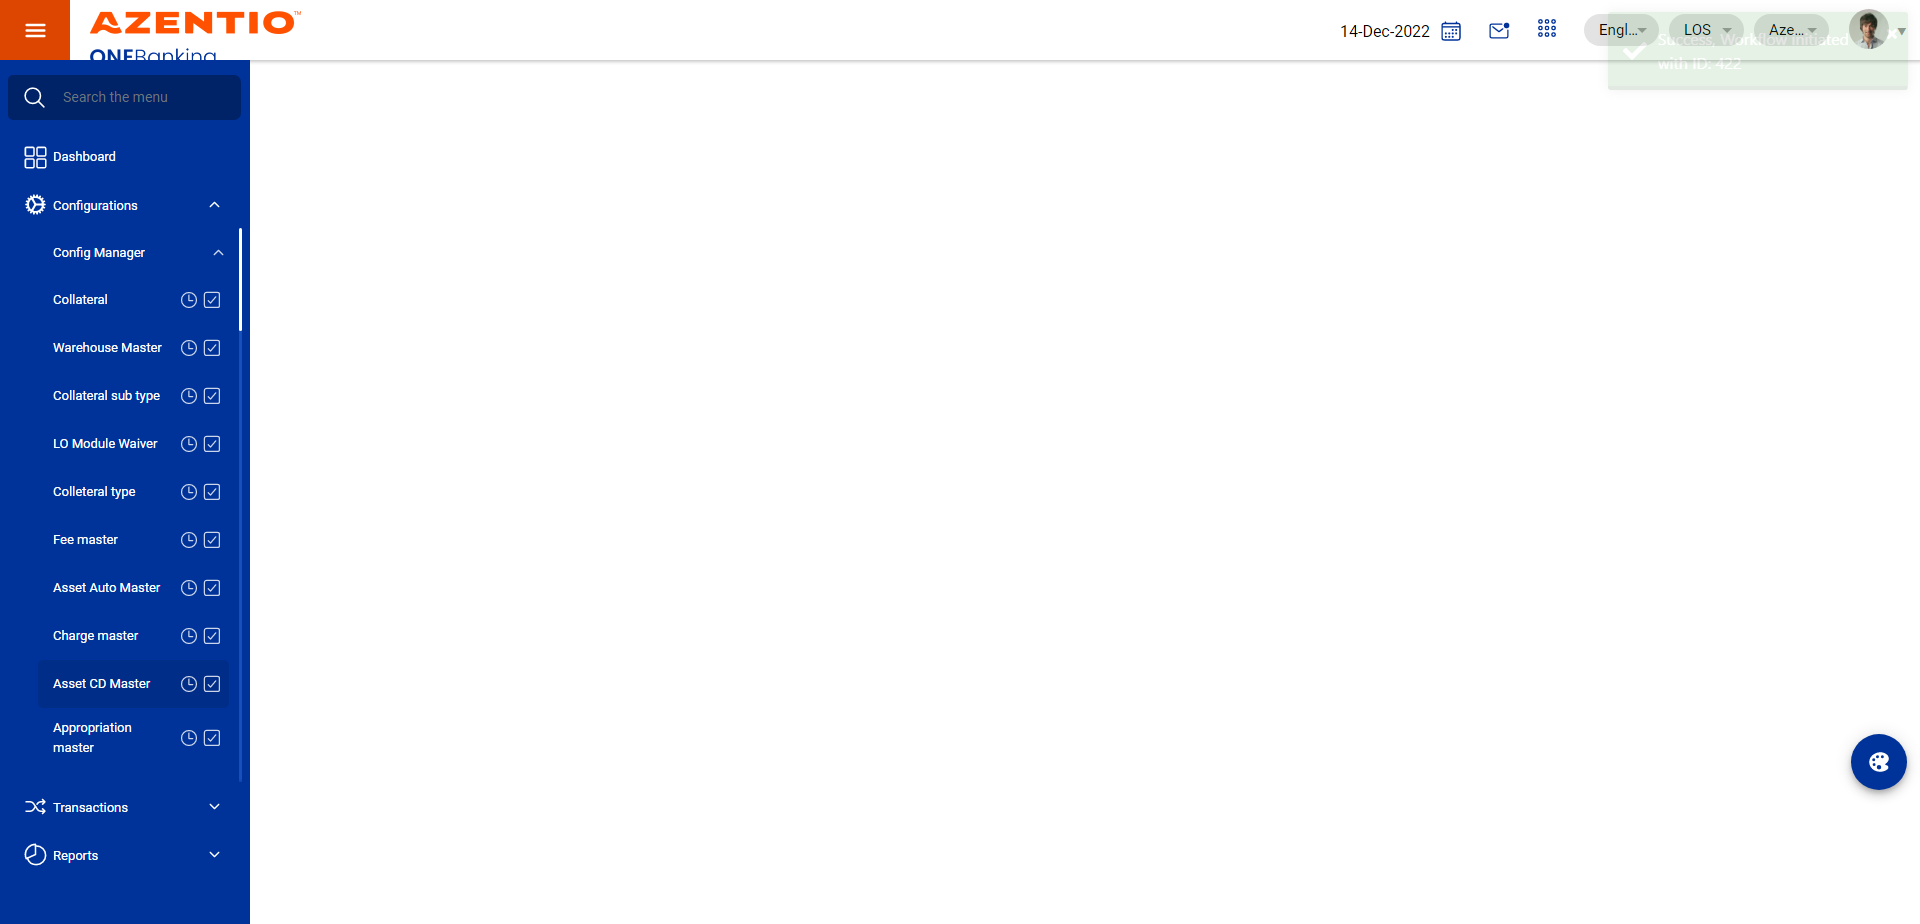 AZENTIO™
ONEBanking
14-Dec-2022
Engl...
LOS
Aze...
Success, Workflow initiated
with ID: 422
Search the menu
Dashboard
Configurations
Config Manager
Collateral
Warehouse Master
Collateral sub type
LO Module Waiver
Colleteral type
Fee master
Asset Auto Master
Charge master
Asset CD Master
Appropriation
master
Transactions
Reports